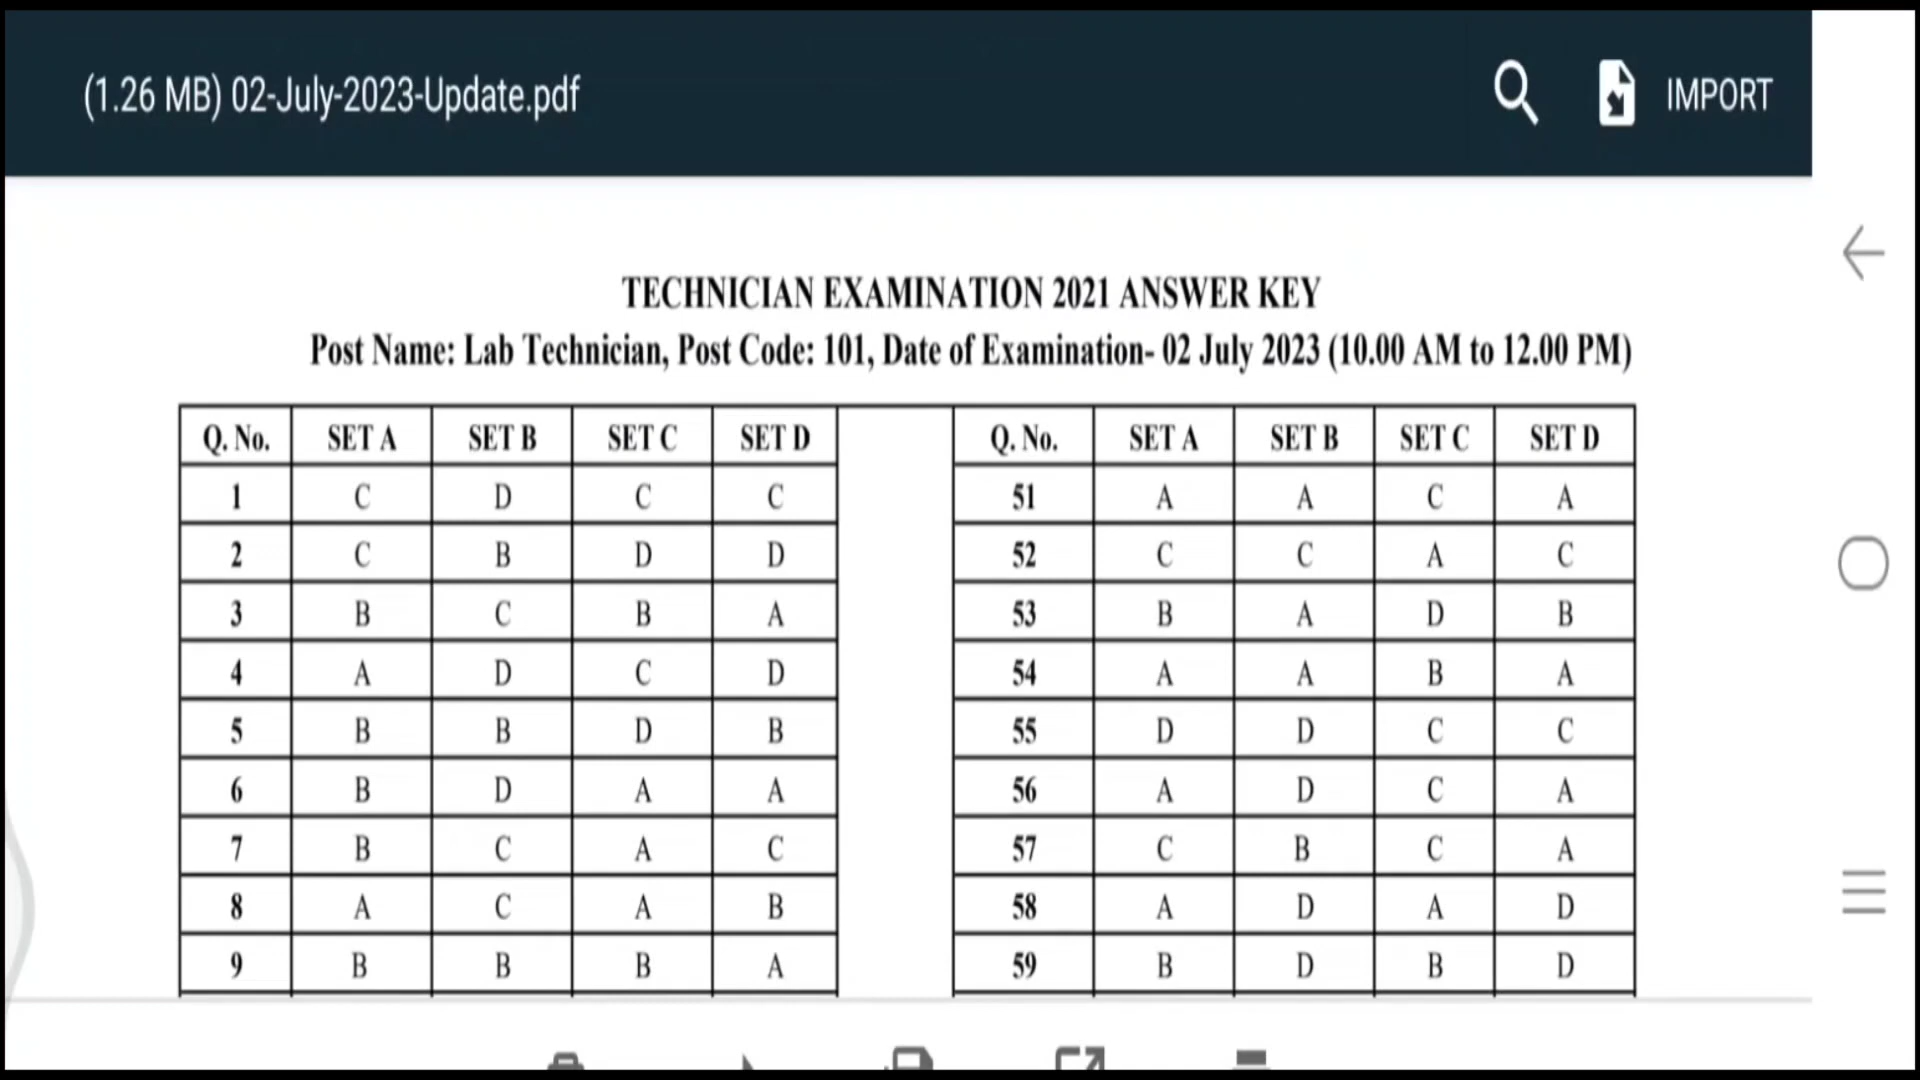 (1.26 MB) 02-July-2023-Update.pdf IMPORT
TECHNICIAN EXAMINATION 2021 ANSWER KEY
Post Name: Lab Technician, Post Code: 101, Date of Examination- 02 July 2023 (10.00 AM to 12.00 PM)
Q. No. SET A SET B SET C SET D Q. No. SET A SET B SET C SET D
1 C D C C 51 A A C A
2 C B D D 52 C C A C
3 B C B A 53 B A D B
4 A D C D 54 A A B A
5 B B D B 55 D D C C
6 B D A A 56 A D C A
7 B C A C 57 C B C A
8 A C A B 58 A D A D
9 B B B A 59 B D B D